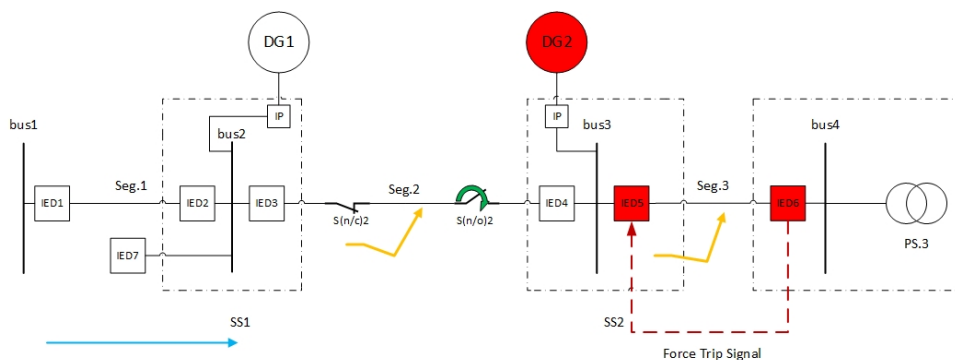 DG1
DG2
IP
IP
bus1
bus2
bus3
bus4
Seg.1
Seg.2
Seg.3
IED1
IED2
IED3
S(n/c)2
S(n/o)2
IED4
IED5
IED6
IED7
PS.3
SS1
SS2
Force Trip Signal